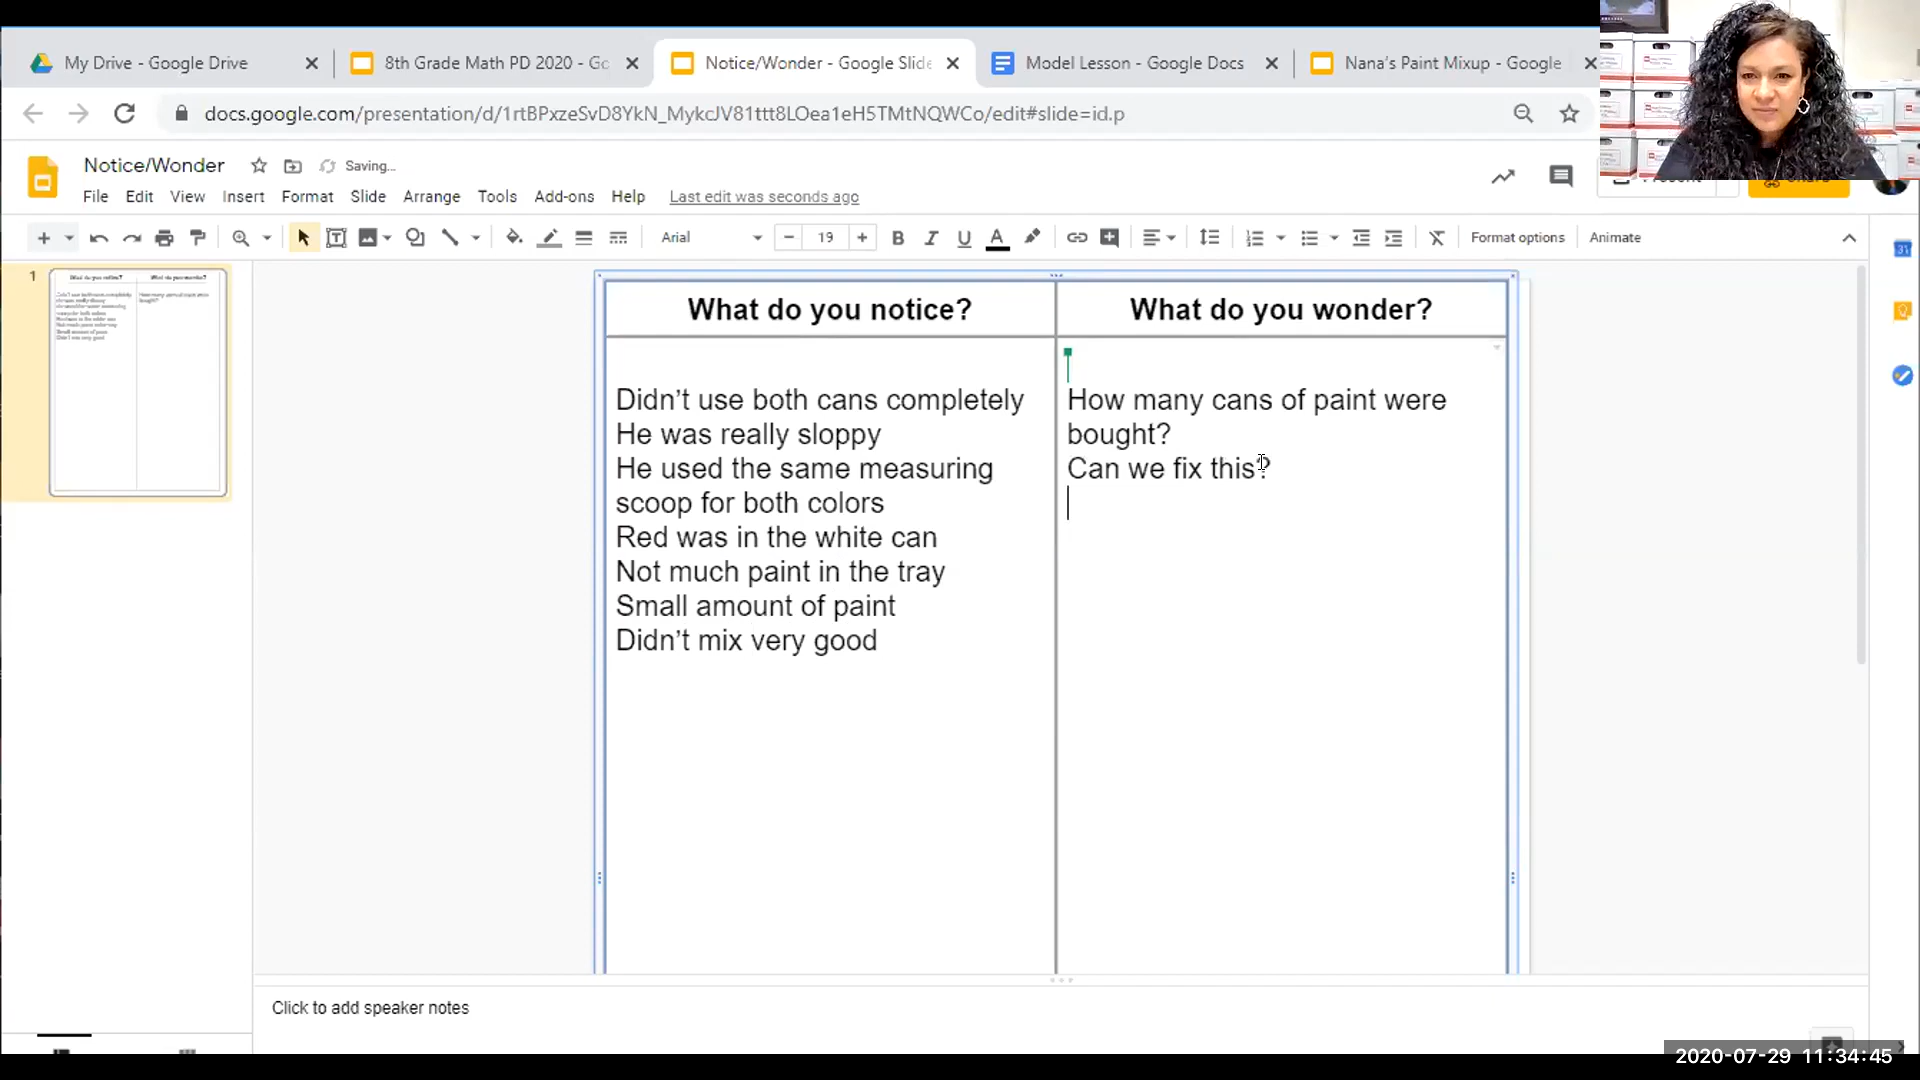 My Drive - Google Drive
8th Grade Math PD 2020 - Go
Notice/Wonder - Google Slide
Model Lesson - Google Docs
Nana's Paint Mixup - Google
docs.google.com/presentation/d/1rtBPxzeSvD8YkN_MykcJV81ttt8LOea1eH5TMtNQWCo/edit#slide=id.p
Notice/Wonder
Saving...
File Edit View Insert Format Slide Arrange Tools Add-ons Help Last edit was seconds ago
Arial
19
Format options
Animate
1
What do you notice?
Didn't use both cans completely
He was really sloppy
He used the same measuring
scoop for both colors
Red was in the white can
Not much paint in the tray
Small amount of paint
Didn't mix very good
What do you wonder?
How many cans of paint were
bought?
Can we fix this?
Click to add speaker notes
2020-07-29 11:34:45